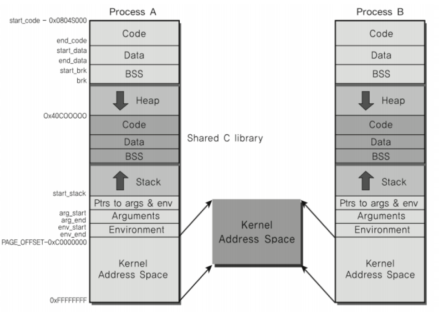 Process A
Process B
start_code - 0x08045000
Code
Code
end_code
start_data
Data
Data
end_data
start_brk
BSS
BSS
brk
Heap
Heap
0x40C00000
Code
Code
Shared C library
Data
Data
BSS
BSS
Stack
Stack
start_stack
Ptrs to args & env
Ptrs to args & env
arg_start
Arguments
Arguments
arg_end
env_start
Environment
Environment
env_end
PAGE_OFFSET-0xC0000000
Kernel
Address Space
Kernel
Address Space
Kernel
Address Space
0xFFFFFFFF